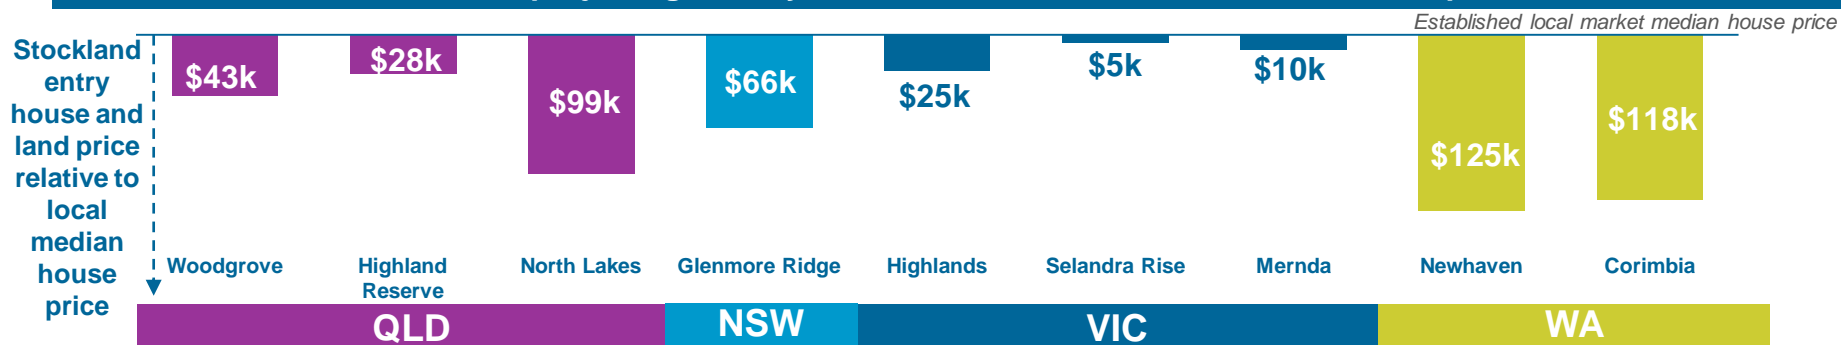 Established local market median house price
Stockland
entry
house and
land price
relative to
local
median
house
price
$43k
$28k
$99k
$66k
$25k
$5k
$10k
$125k
$118k
Woodgrove
Highland
Reserve
North Lakes
Glenmore Ridge
Highlands
Selandra Rise
Mernda
Newhaven
Corimbia
QLD
NSW
VIC
WA